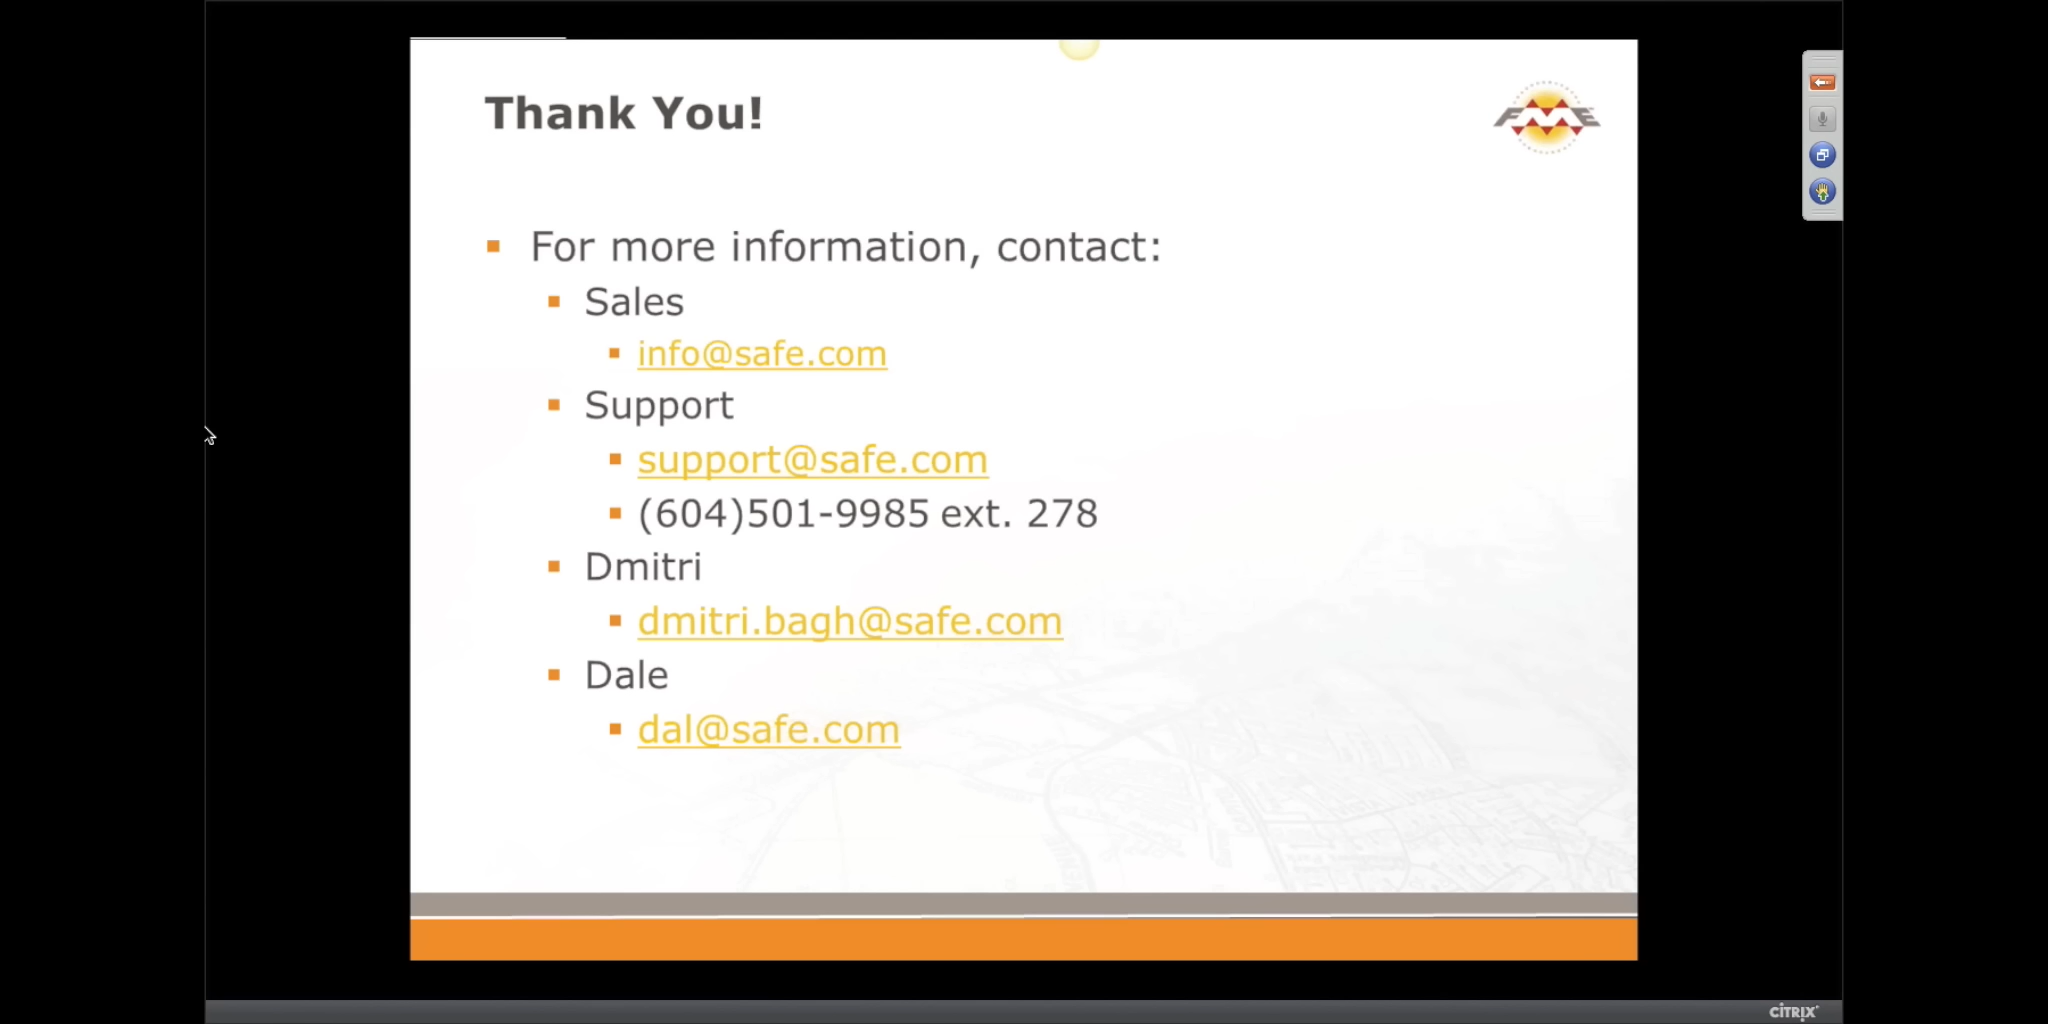 Thank You!
FME
For more information, contact:
Sales
info@safe.com
Support
support@safe.com
(604)501-9985 ext. 278
Dmitri
dmitri.bagh@safe.com
Dale
dal@safe.com
CITRIX